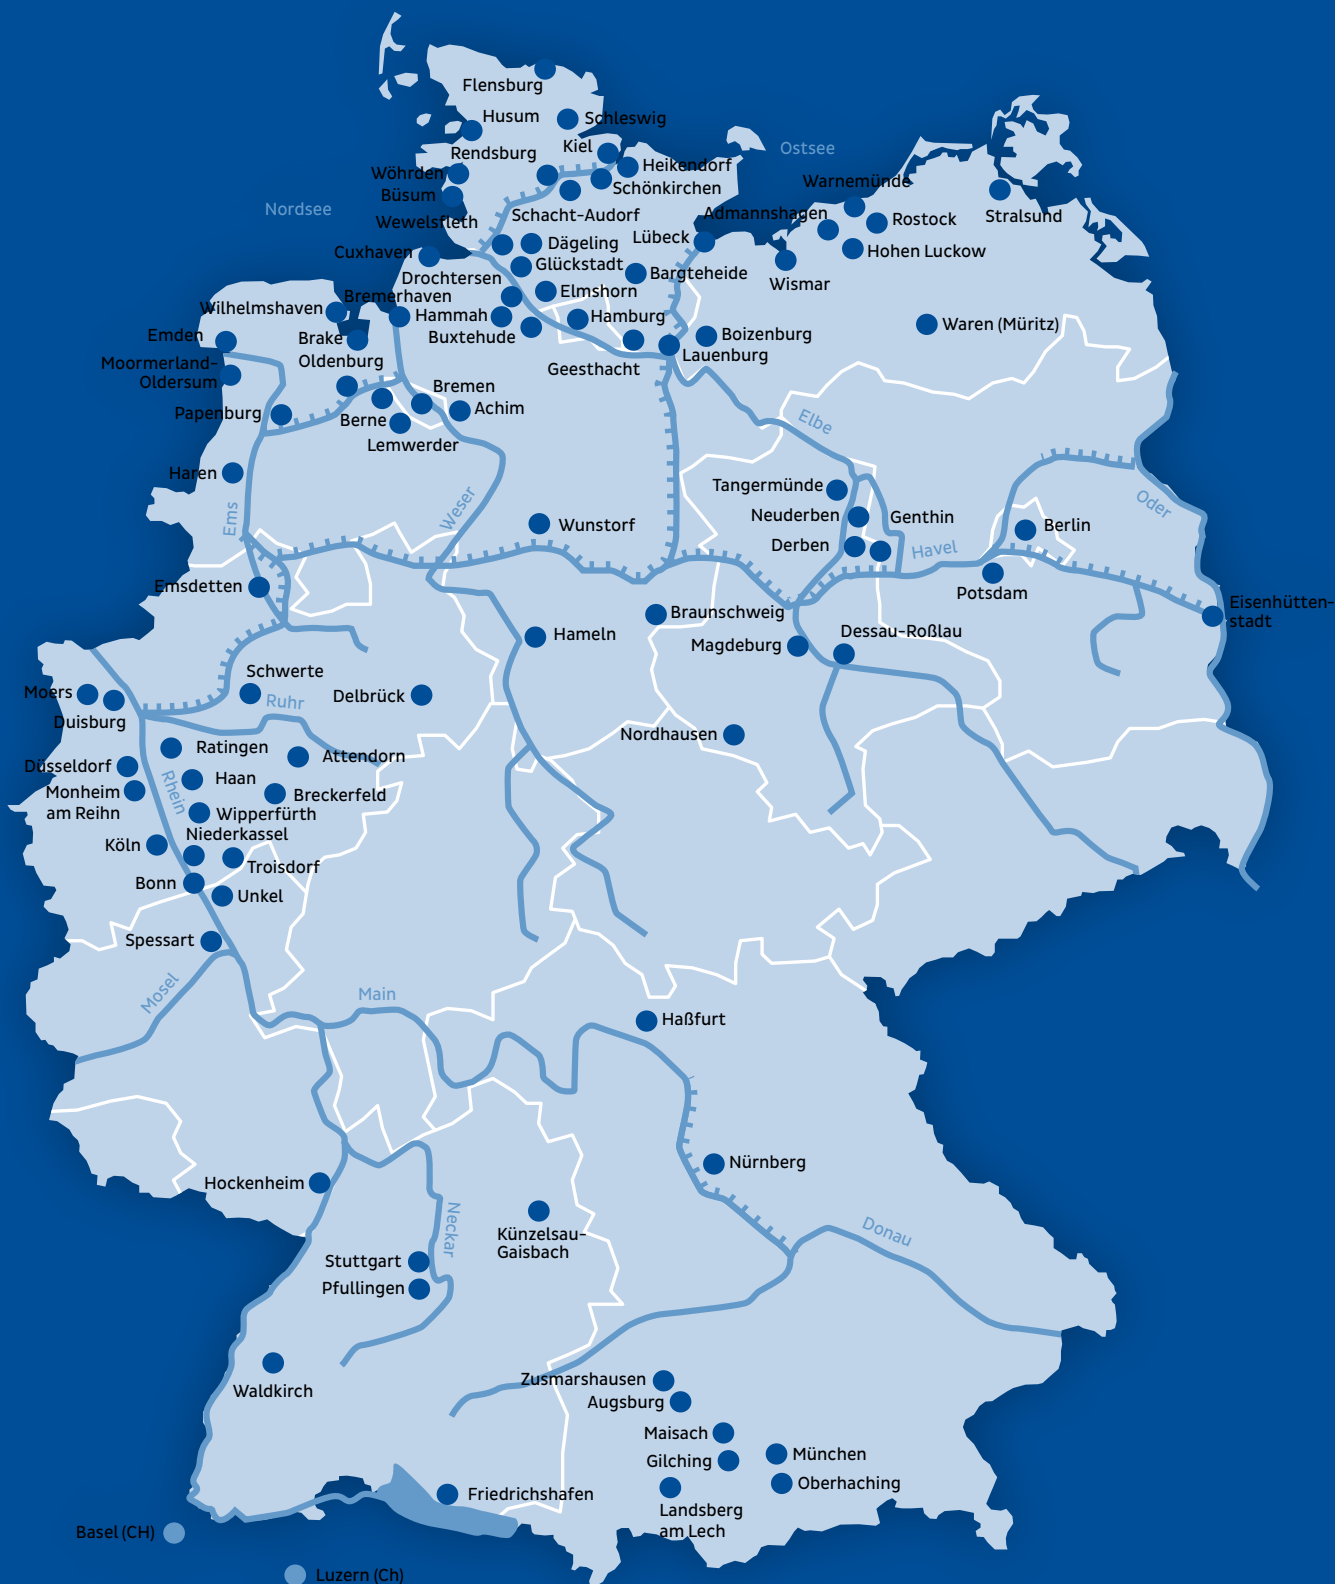 Flensburg
Husum
Schleswig
Kiel
Rendsburg
Heikendorf
Ostsee
Wöhrden
Schönkirchen
Warnemünde
Büsum
Nordsee
Schacht-Audorf
Admannshagen
Stralsund
Rostock
Wewelsfleth
Lübeck
Dägeling
Hohen Luckow
Cuxhaven
Glückstadt
Bargteheide
Drochtersen
Wismar
Elmshorn
Bremerhaven
Wilhelmshaven
Hammah
Hamburg
Waren (Müritz)
Emden
Brake
Buxtehude
Boizenburg
Oldenburg
Lauenburg
Moormerland-
Oldersum
Geesthacht
Bremen
Achim
Papenburg
Berne
Elbe
Lemwerder
Haren
Tangermünde
Oder
Weser
Ems
Neuderben
Genthin
Wunstorf
Berlin
Derben
Havel
Emsdetten
Potsdam
Eisenhütten-
stadt
Braunschweig
Hameln
Dessau-Roßlau
Magdeburg
Schwerte
Moers
Delbrück
Ruhr
Duisburg
Nordhausen
Ratingen
Attendorn
Düsseldorf
Haan
Monheim
am Reihn
Rhein
Breckerfeld
Wipperfürth
Niederkassel
Köln
Troisdorf
Bonn
Unkel
Spessart
Mosel
Main
Haßfurt
Nürnberg
Hockenheim
Neckar
Künzelsau-
Gaisbach
Donau
Stuttgart
Pfullingen
Zusmarshausen
Waldkirch
Augsburg
Maisach
München
Gilching
Oberhaching
Friedrichshafen
Landsberg
am Lech
Basel (CH)
Luzern (Ch)